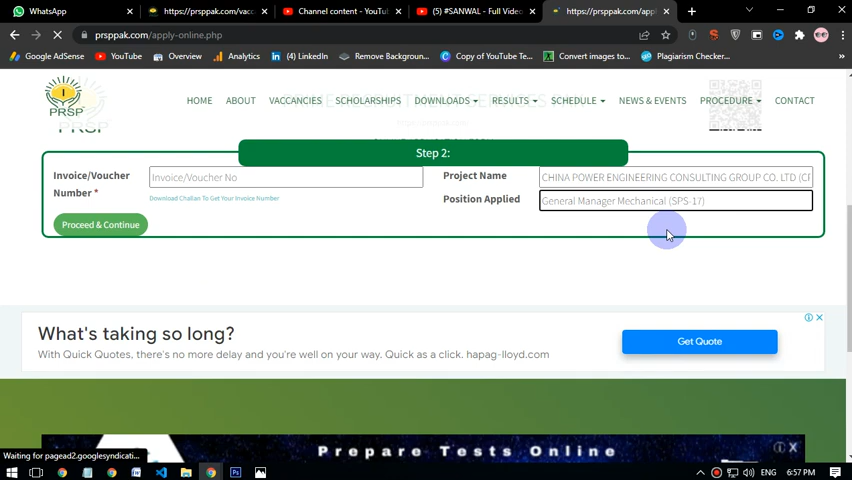 WhatsApp
https://prsppak.com/vacca
Channel content - YouTu
(5) #SANWAL - Full Video
https://prsppak.com/appl
prsppak.com/apply-online.php
Google AdSense
YouTube
Overview
Analytics
(4) LinkedIn
Remove Backgroun...
Copy of YouTube Te...
Convert images to...
Plagiarism Checker...
PRSP
HOME ABOUT VACCANCIES SCHOLARSHIPS DOWNLOADS RESULTS SCHEDULE NEWS & EVENTS PROCEDURE CONTACT
Step 2:
Invoice/Voucher
Number *
Invoice/Voucher No
Download Challan To Get Your Invoice Number
Project Name
CHINA POWER ENGINEERING CONSULTING GROUP CO. LTD (CP
Position Applied
General Manager Mechanical (SPS-17)
Proceed & Continue
What's taking so long?
With Quick Quotes, there's no more delay and you're well on your way. Quick as a click. hapag-lloyd.com
Get Quote
Prepare Tests Online
Waiting for pagead2.googlesyndicati...
ENG
6:57 PM